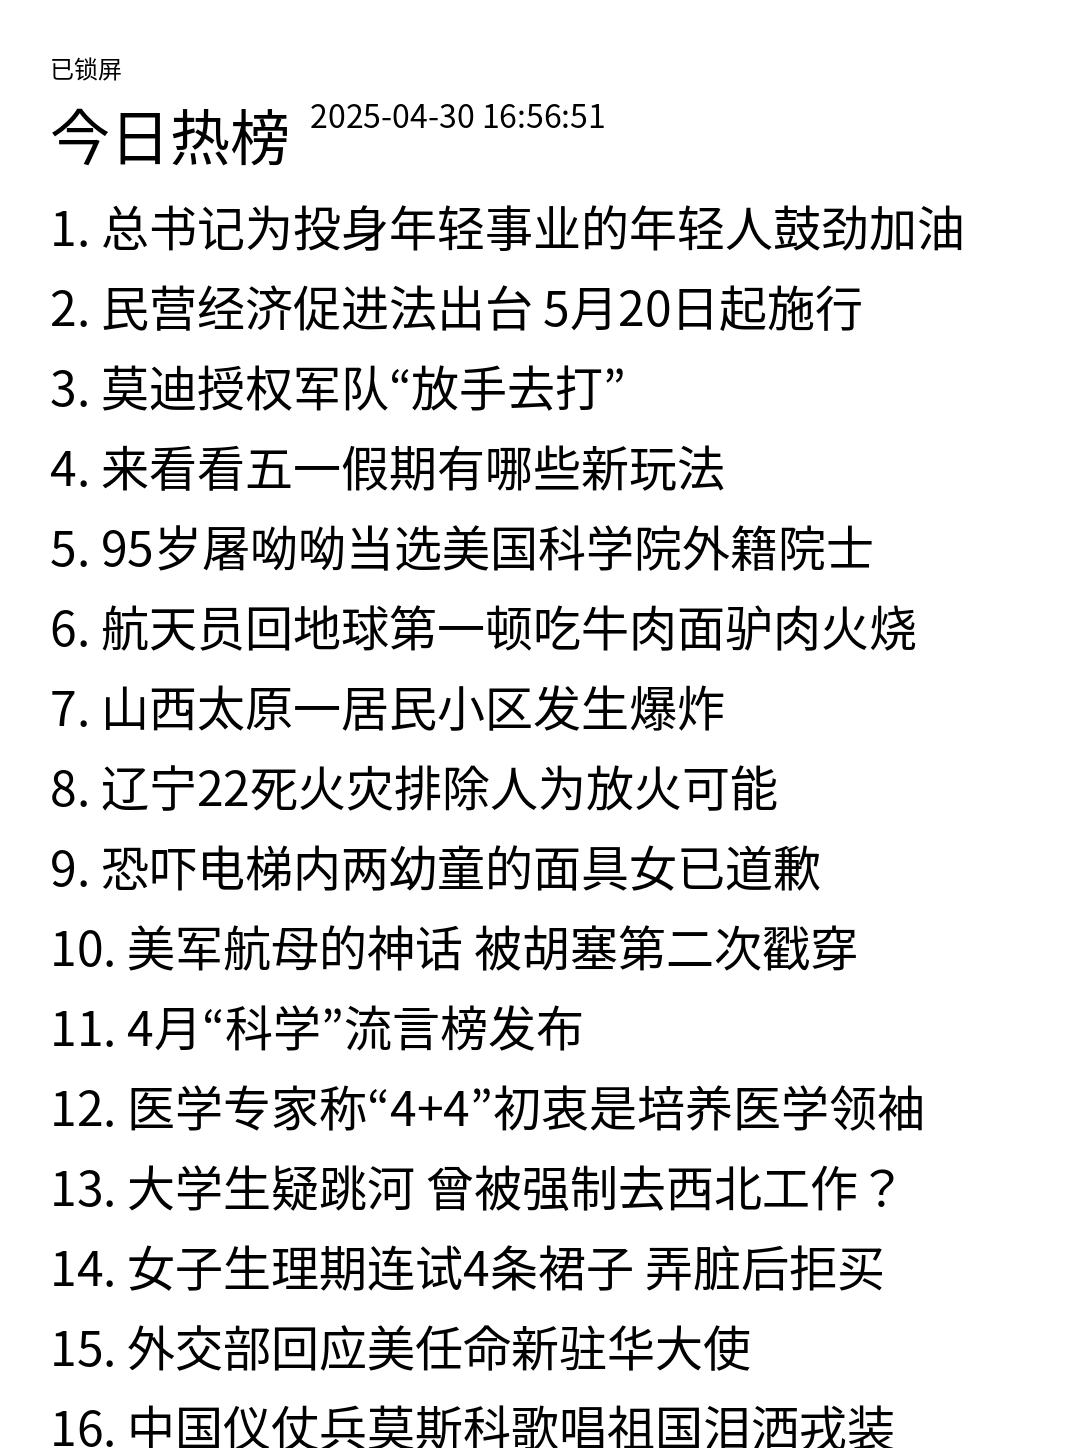 已锁屏
今日热榜 2025-04-30 16:56:51
1. 总书记为投身年轻事业的年轻人鼓劲加油
2. 民营经济促进法出台 5月20日起施行
3. 莫迪授权军队“放手去打”
4. 来看看五一假期有哪些新玩法
5. 95岁屠呦呦当选美国科学院外籍院士
6. 航天员回地球第一顿吃牛肉面驴肉火烧
7. 山西太原一居民小区发生爆炸
8. 辽宁22死火灾排除人为放火可能
9. 恐吓电梯内两幼童的面具女已道歉
10. 美军航母的神话 被胡塞第二次戳穿
11. 4月“科学”流言榜发布
12. 医学专家称“4+4”初衷是培养医学领袖
13. 大学生疑跳河 曾被强制去西北工作？
14. 女子生理期连试4条裙子 弄脏后拒买
15. 外交部回应美任命新驻华大使
16. 中国仪仗兵莫斯科歌唱祖国泪洒戎装